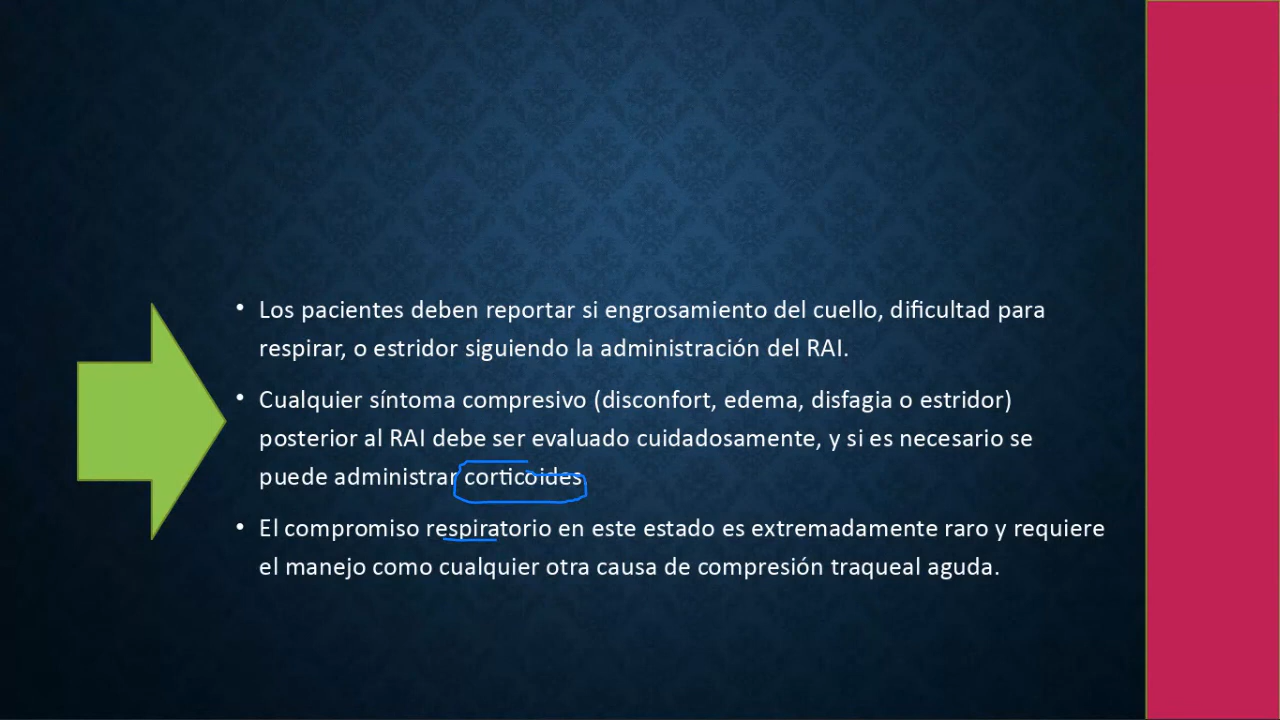 • Los pacientes deben reportar si engrosamiento del cuello, dificultad para
respirar, o estridor siguiendo la administración del RAI.
• Cualquier síntoma compresivo (disconfort, edema, disfagia o estridor)
posterior al RAI debe ser evaluado cuidadosamente, y si es necesario se
puede administrar corticoides.
• El compromiso respiratorio en este estado es extremadamente raro y requiere
el manejo como cualquier otra causa de compresión traqueal aguda.